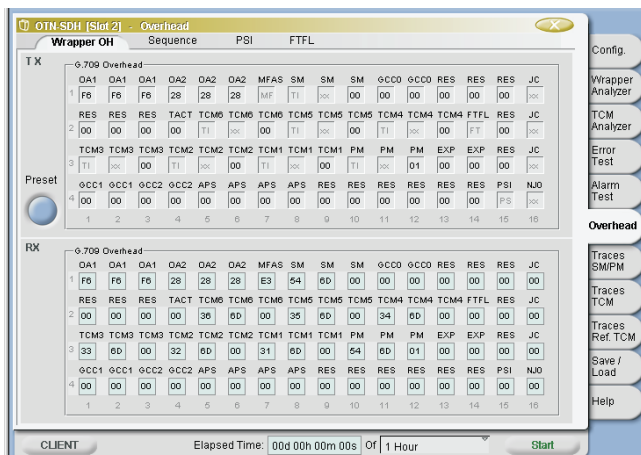 OTN-SDH [Slot 2] - Overhead
Wrapper OH Sequence PSI FTFL
TX
G.709 Overhead
OA1 OA1 OA1 OA2 OA2 OA2 MFAS SM SM SM GCC0 GCC0 RES RES RES JC
1 F6 F6 F6 28 28 28 MF TI xx 00 00 00 00 00 00 xx
RES RES RES TACT TCM6 TCM6 TCM6 TCM5 TCM5 TCM5 TCM4 TCM4 TCM4 FTFL RES JC
2 00 00 00 00 TI xx 00 TI xx 00 TI xx 00 FT 00 xx
TCM3 TCM3 TCM3 TCM2 TCM2 TCM2 TCM1 TCM1 TCM1 PM PM PM EXP EXP RES JC
3 TI xx 00 TI xx 00 TI xx 00 TI xx 01 00 00 00 xx
Preset
GCC1 GCC1 GCC2 GCC2 APS APS APS APS RES RES RES RES RES RES PSI NJO
4 00 00 00 00 00 00 00 00 00 00 00 00 00 00 PS xx
1 2 3 4 5 6 7 8 9 10 11 12 13 14 15 16
RX
G.709 Overhead
OA1 OA1 OA1 OA2 OA2 OA2 MFAS SM SM SM GCC0 GCC0 RES RES RES JC
1 F6 F6 F6 28 28 28 E3 54 6D 00 00 00 00 00 00 00
RES RES RES TACT TCM6 TCM6 TCM6 TCM5 TCM5 TCM5 TCM4 TCM4 TCM4 FTFL RES JC
2 00 00 00 00 36 6D 00 35 6D 00 34 6D 00 00 00 00
TCM3 TCM3 TCM3 TCM2 TCM2 TCM2 TCM1 TCM1 TCM1 PM PM PM EXP EXP RES JC
3 33 6D 00 32 6D 00 31 6D 00 54 6D 01 00 00 00 00
GCC1 GCC1 GCC2 GCC2 APS APS APS APS RES RES RES RES RES RES PSI NJO
4 00 00 00 00 00 00 00 00 00 00 00 00 00 00 00 00
1 2 3 4 5 6 7 8 9 10 11 12 13 14 15 16
CLIENT Elapsed Time: 00d 00h 00m 00s Of 1 Hour Start
Config.
Wrapper
Analyzer
TCM
Analyzer
Error
Test
Alarm
Test
Overhead
Traces
SM/PM
Traces
TCM
Traces
Ref. TCM
Save /
Load
Help